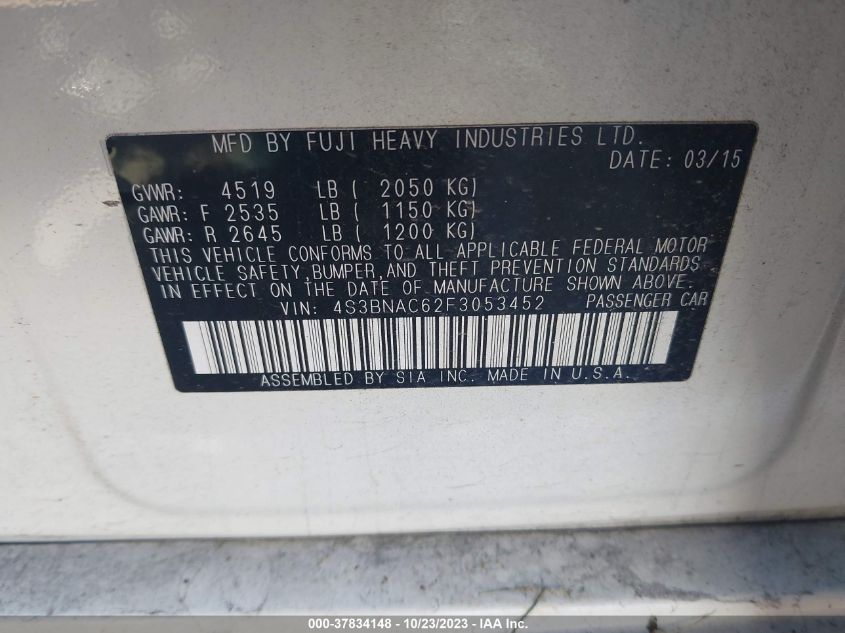 MFD BY FUJI HEAVY INDUSTRIES LTD.
DATE: 03/15
GVWR: 4519 LB ( 2050 KG)
GAWR: F 2535 LB ( 1150 KG)
GAWR: R 2645 LB ( 1200 KG)
THIS VEHICLE CONFORMS TO ALL APPLICABLE FEDERAL MOTOR
VEHICLE SAFETY, BUMPER, AND THEFT PREVENTION STANDARDS
IN EFFECT ON THE DATE OF MANUFACTURE SHOWN ABOVE.
VIN: 4S3BNAC62F3053452 PASSENGER CAR
ASSEMBLED BY SIA INC. MADE IN U.S.A.
000-37834148 - 10/23/2023 - IAA Inc.